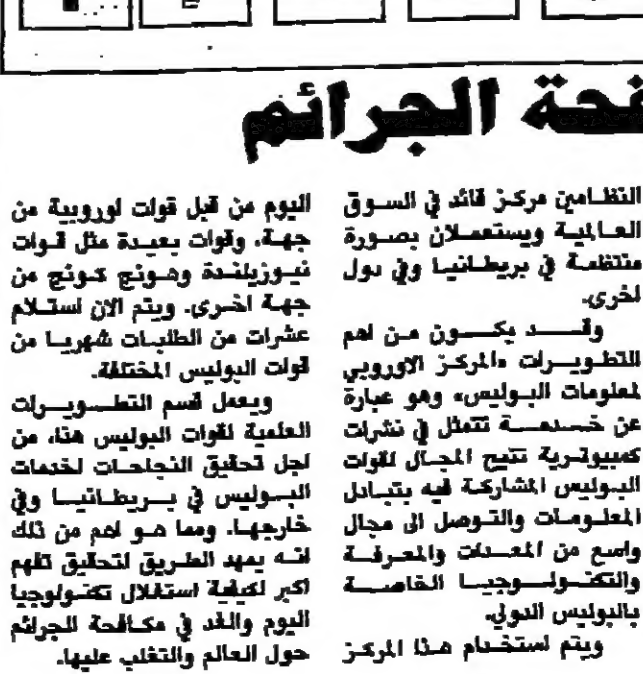 فحة الجرائم
النظامين مركز قائد في السوق
العالمية ويستعملان بصورة
منتظمة في بريطانيا وفي دول
اخرى.
وقد يكون من اهم
التطويرات «المركز الاوروبي
لمعلومات البوليس» وهو عبارة
عن خدمة تتمثل في نشرات
كمبيوترية تتيح المجال لقوات
البوليس المشاركة فيه بتبادل
المعلومات والتوصل الى مجال
واسع من المعدات والمعرفة
والتكنولوجيا الخاصة
بالبوليس الدولي.
ويتم استخدام هذا المركز
اليوم من قبل قوات اوروبية من
جهة، وقوات بعيدة مثل قوات
نيوزيلندة وهونج كونج من
جهة اخرى. ويتم الان استلام
عشرات من الطلبات شهريا من
قوات البوليس المختلفة.
ويعمل قسم التطويرات
العلمية لقوات البوليس هذا، من
اجل تحقيق النجاحات لخدمات
البوليس في بريطانيا وفي
خارجها. ومما هو اهم من ذلك
انه يمهد الطريق لتحقيق تفهم
اكبر لكيفية استغلال تكنولوجيا
اليوم والغد في مكافحة الجرائم
حول العالم والتغلب عليها.